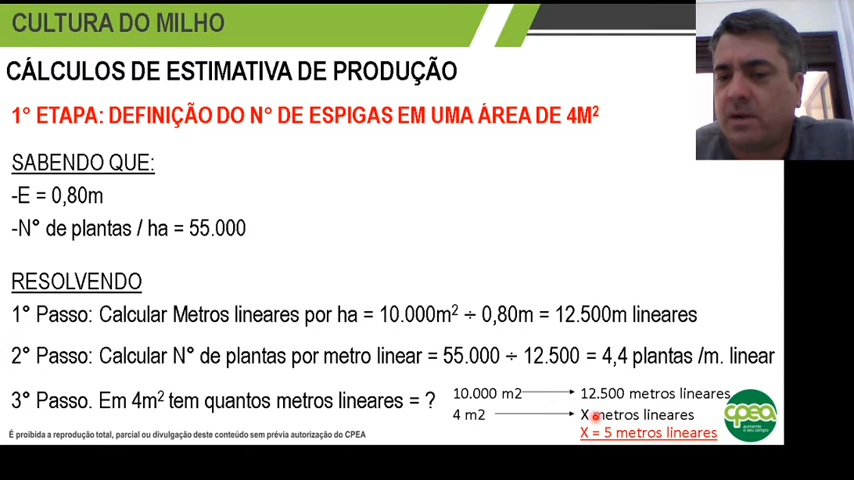 CULTURA DO MILHO
CÁLCULOS DE ESTIMATIVA DE PRODUÇÃO
1° ETAPA: DEFINIÇÃO DO N° DE ESPIGAS EM UMA ÁREA DE 4M²
SABENDO QUE:
-E = 0,80m
-N° de plantas / ha = 55.000
RESOLVENDO
1° Passo: Calcular Metros lineares por ha = 10.000m² ÷ 0,80m = 12.500m lineares
2° Passo: Calcular N° de plantas por metro linear = 55.000 ÷ 12.500 = 4,4 plantas /m. linear
3° Passo. Em 4m² tem quantos metros lineares = ?
10.000 m2 12.500 metros lineares
4 m2 X metros lineares
X = 5 metros lineares
cpea
aumente
o seu campo
É proibida a reprodução total, parcial ou divulgação deste conteúdo sem prévia autorização do CPEA